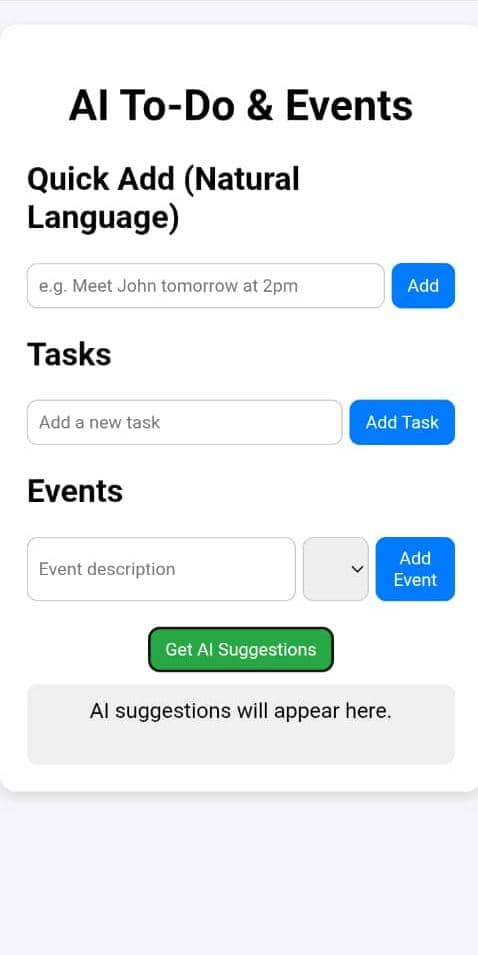 AI To-Do & Events
Quick Add (Natural
Language)
e.g. Meet John tomorrow at 2pm
Add
Tasks
Add a new task
Add Task
Events
Event description
Add
Event
Get AI Suggestions
AI suggestions will appear here.